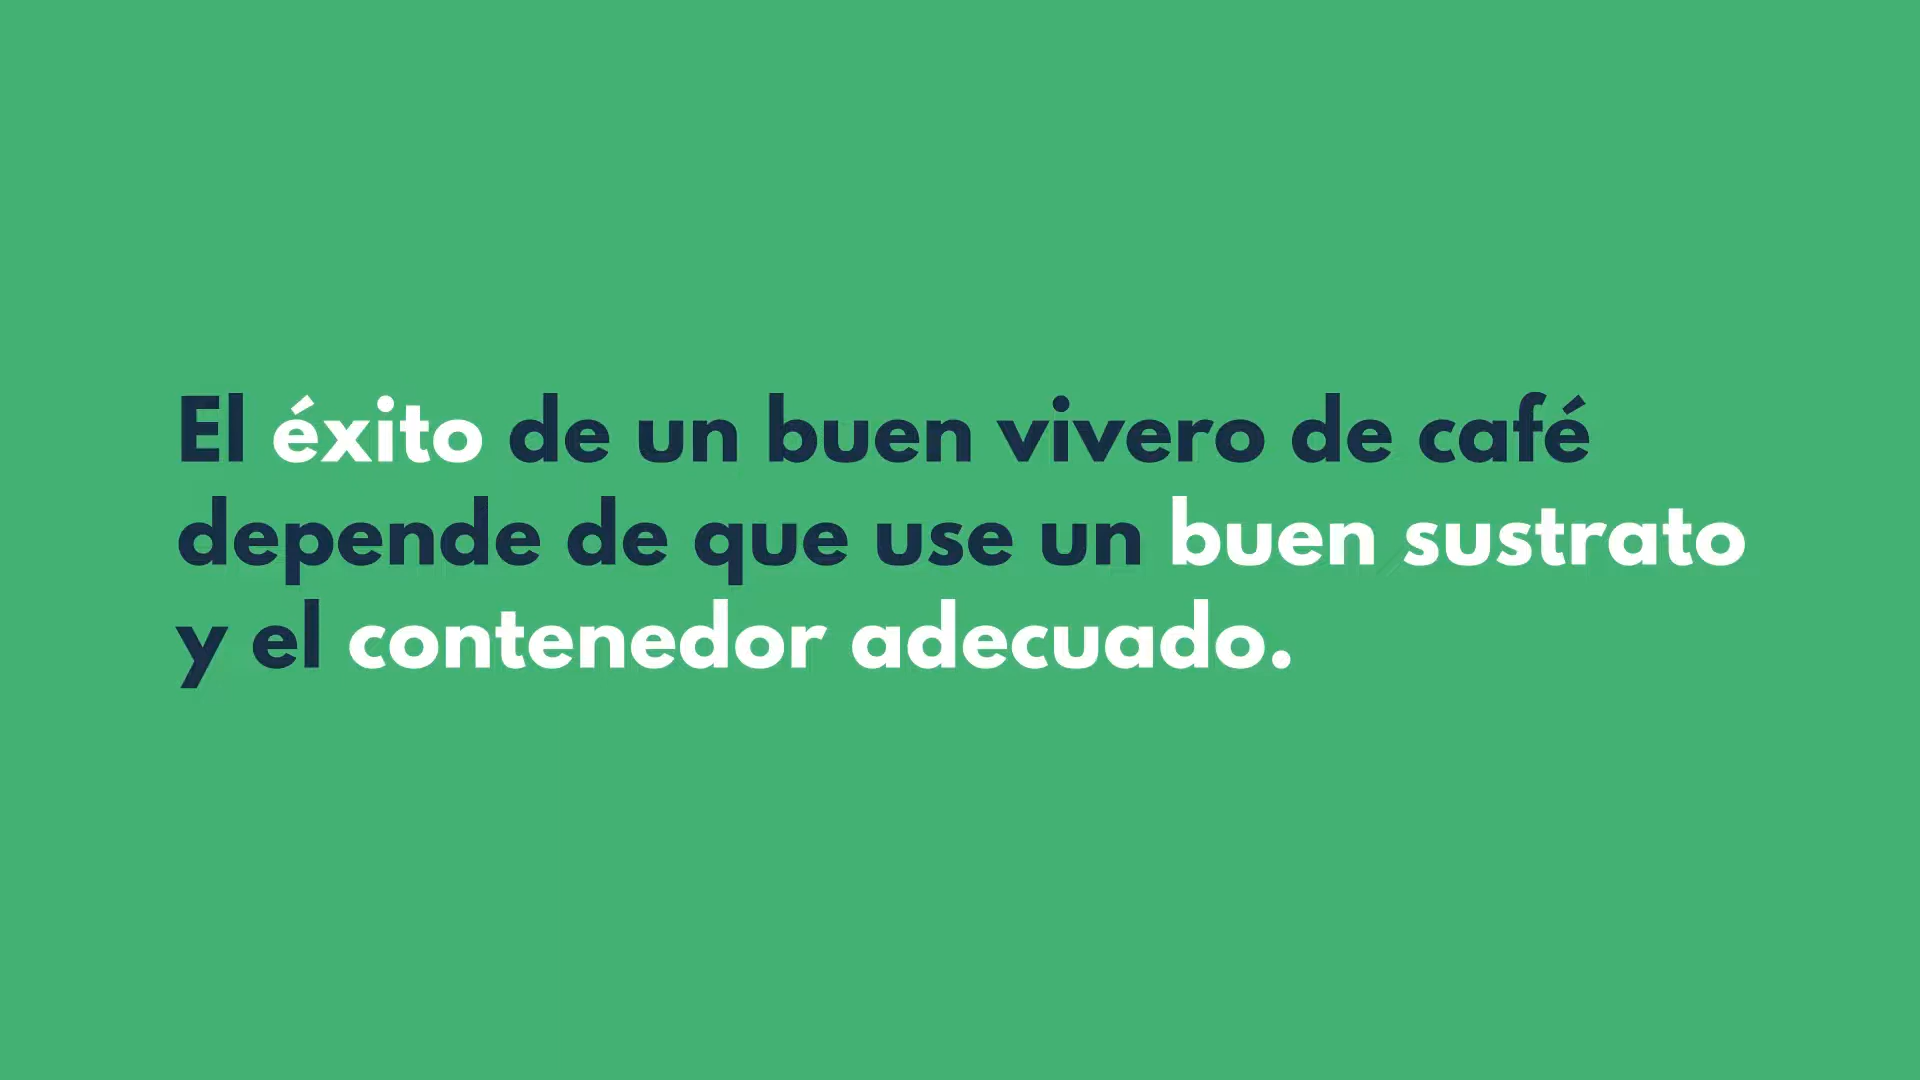 El éxito de un buen vivero de café
depende de que use un buen sustrato
y el contenedor adecuado.